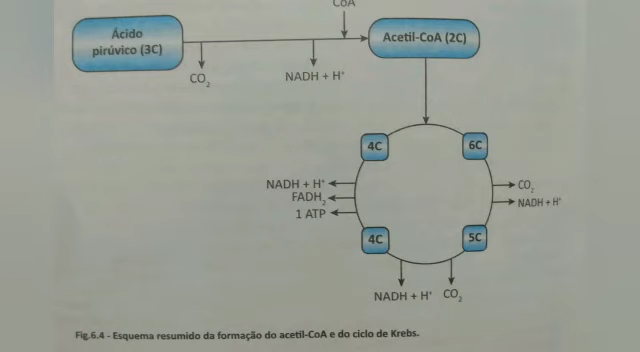 CoA
Ácido
pirúvico (3C)
Acetil-CoA (2C)
CO₂
NADH + H⁺
4C
6C
NADH + H⁺
FADH₂
1 ATP
CO₂
NADH + H⁺
4C
5C
NADH + H⁺
CO₂
Fig.6.4 - Esquema resumido da formação do acetil-CoA e do ciclo de Krebs.